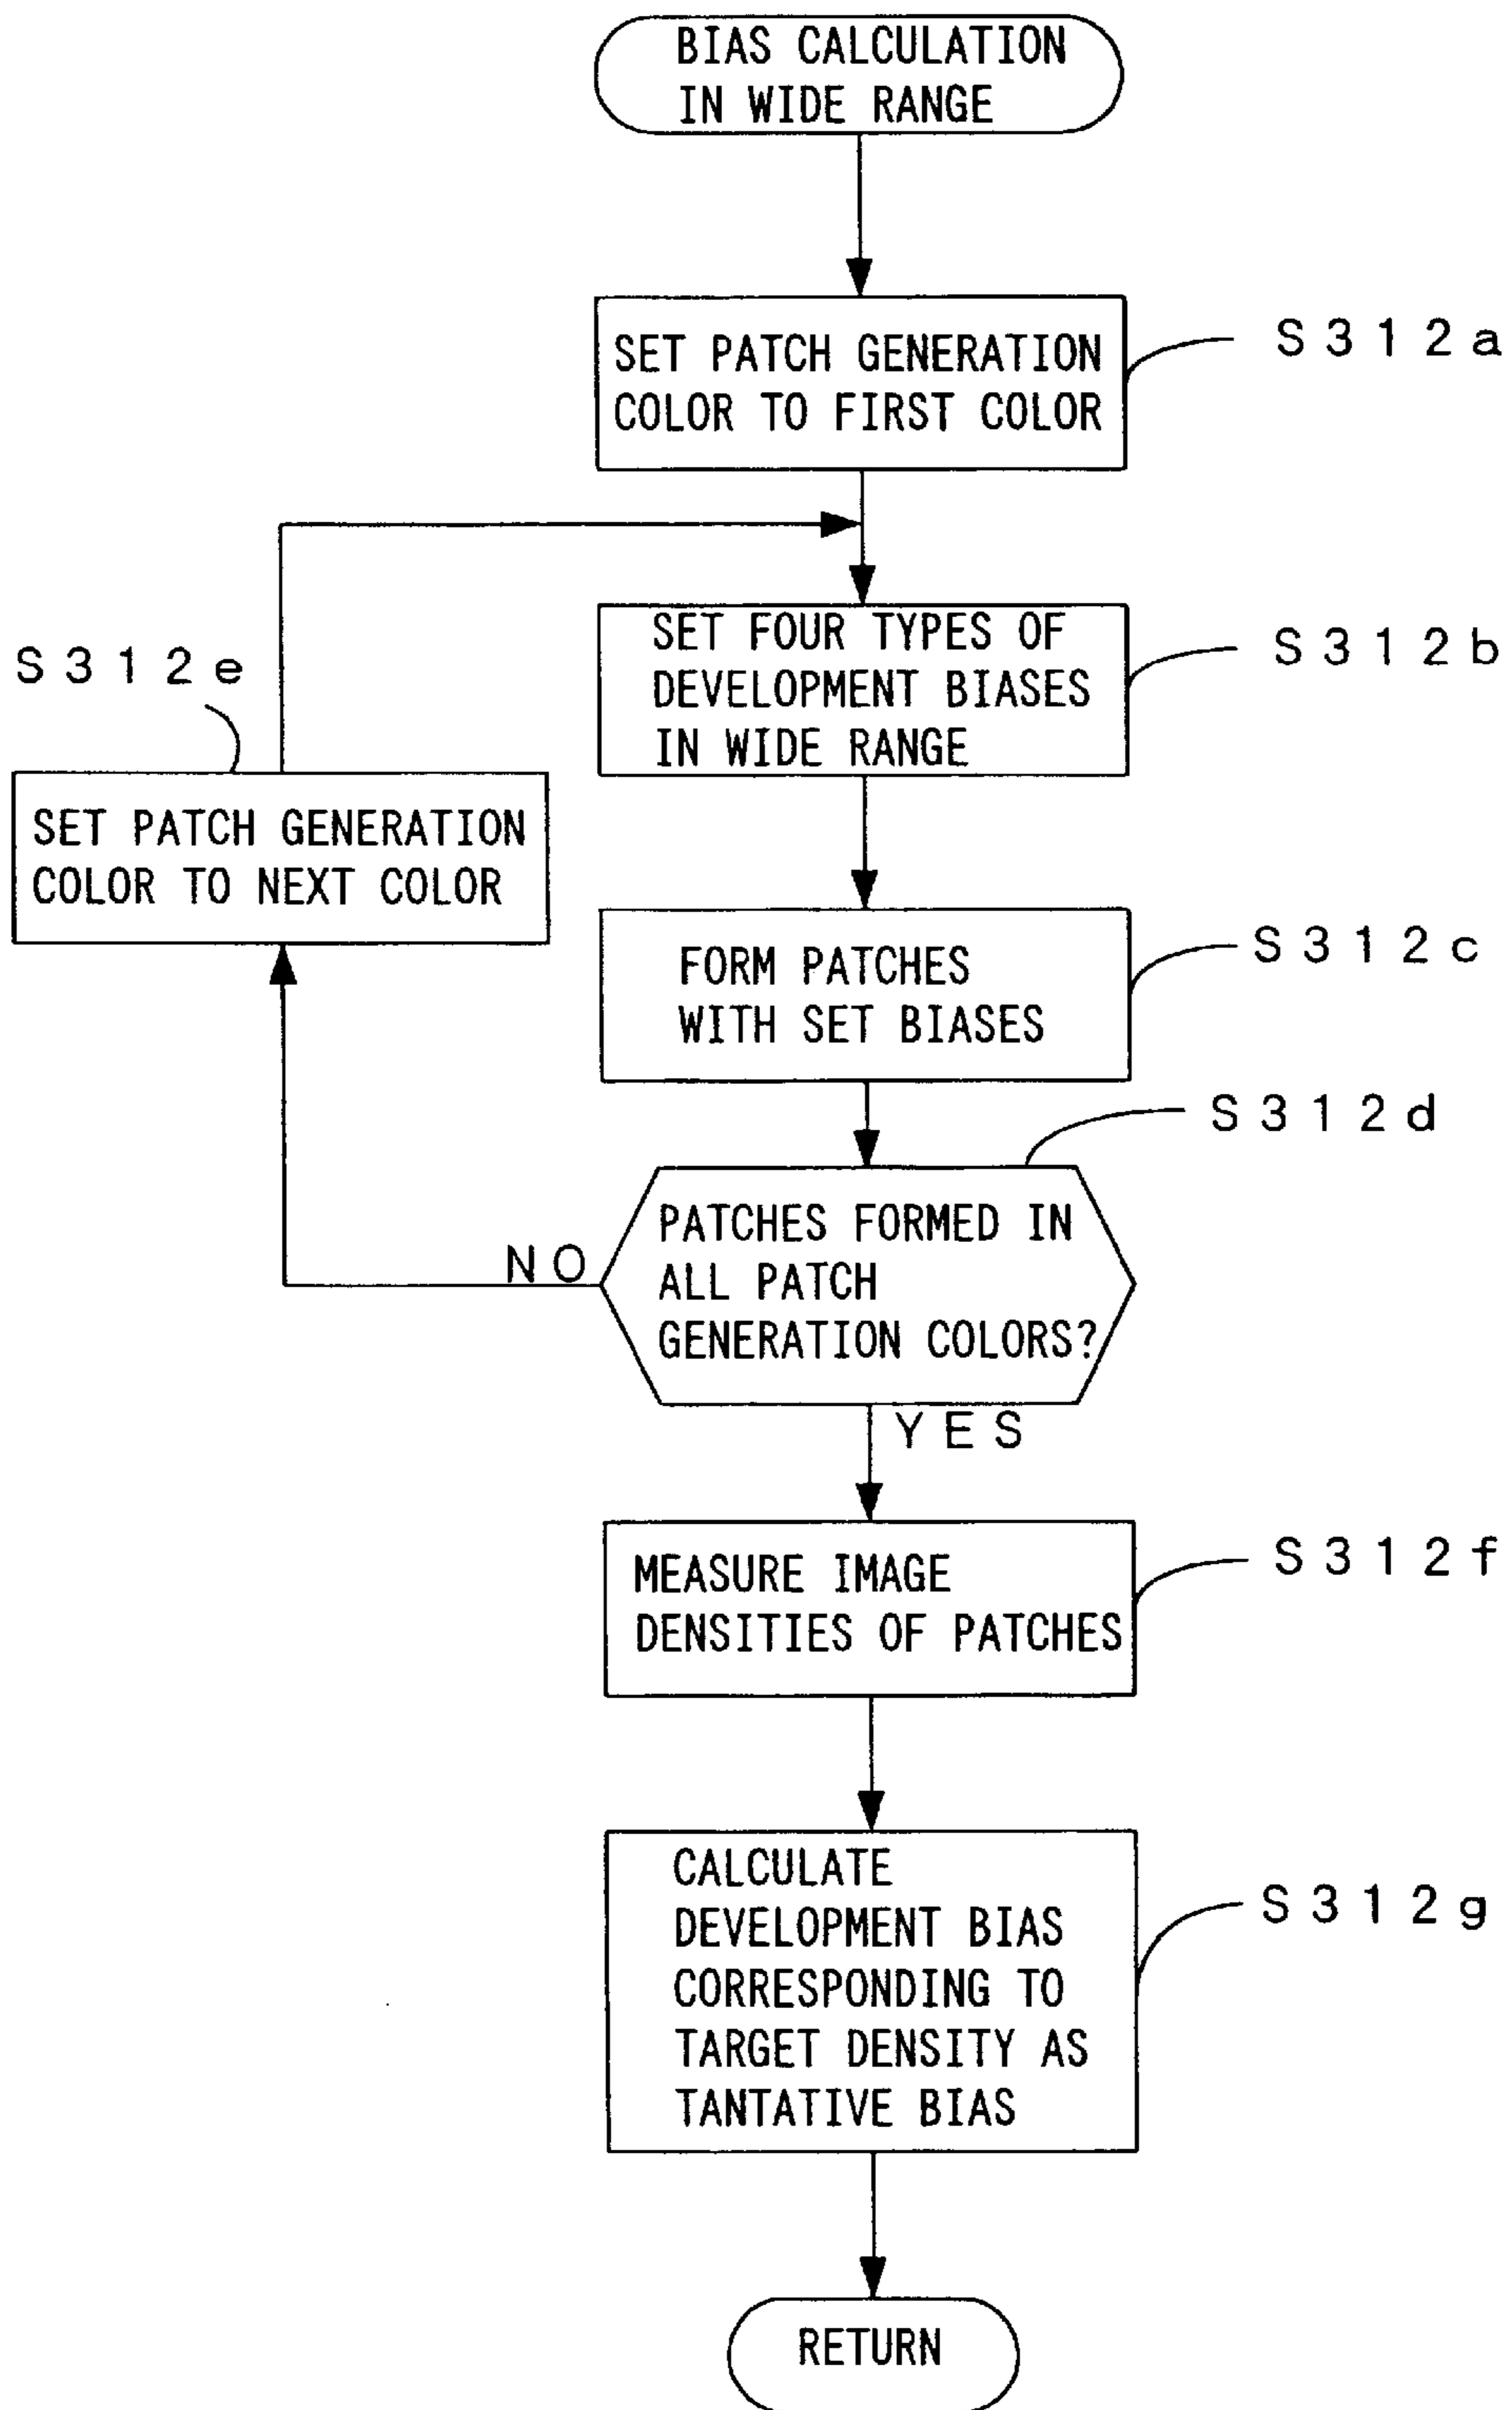 BIAS CALCULATION
IN WIDE RANGE
SET PATCH GENERATION
COLOR TO FIRST COLOR
S312a
SET FOUR TYPES OF
DEVELOPMENT BIASES
IN WIDE RANGE
S312b
S312e
SET PATCH GENERATION
COLOR TO NEXT COLOR
FORM PATCHES
WITH SET BIASES
S312c
S312d
PATCHES FORMED IN
ALL PATCH
GENERATION COLORS?
NO
YES
MEASURE IMAGE
DENSITIES OF PATCHES
S312f
CALCULATE
DEVELOPMENT BIAS
CORRESPONDING TO
TARGET DENSITY AS
TANTATIVE BIAS
S312g
RETURN